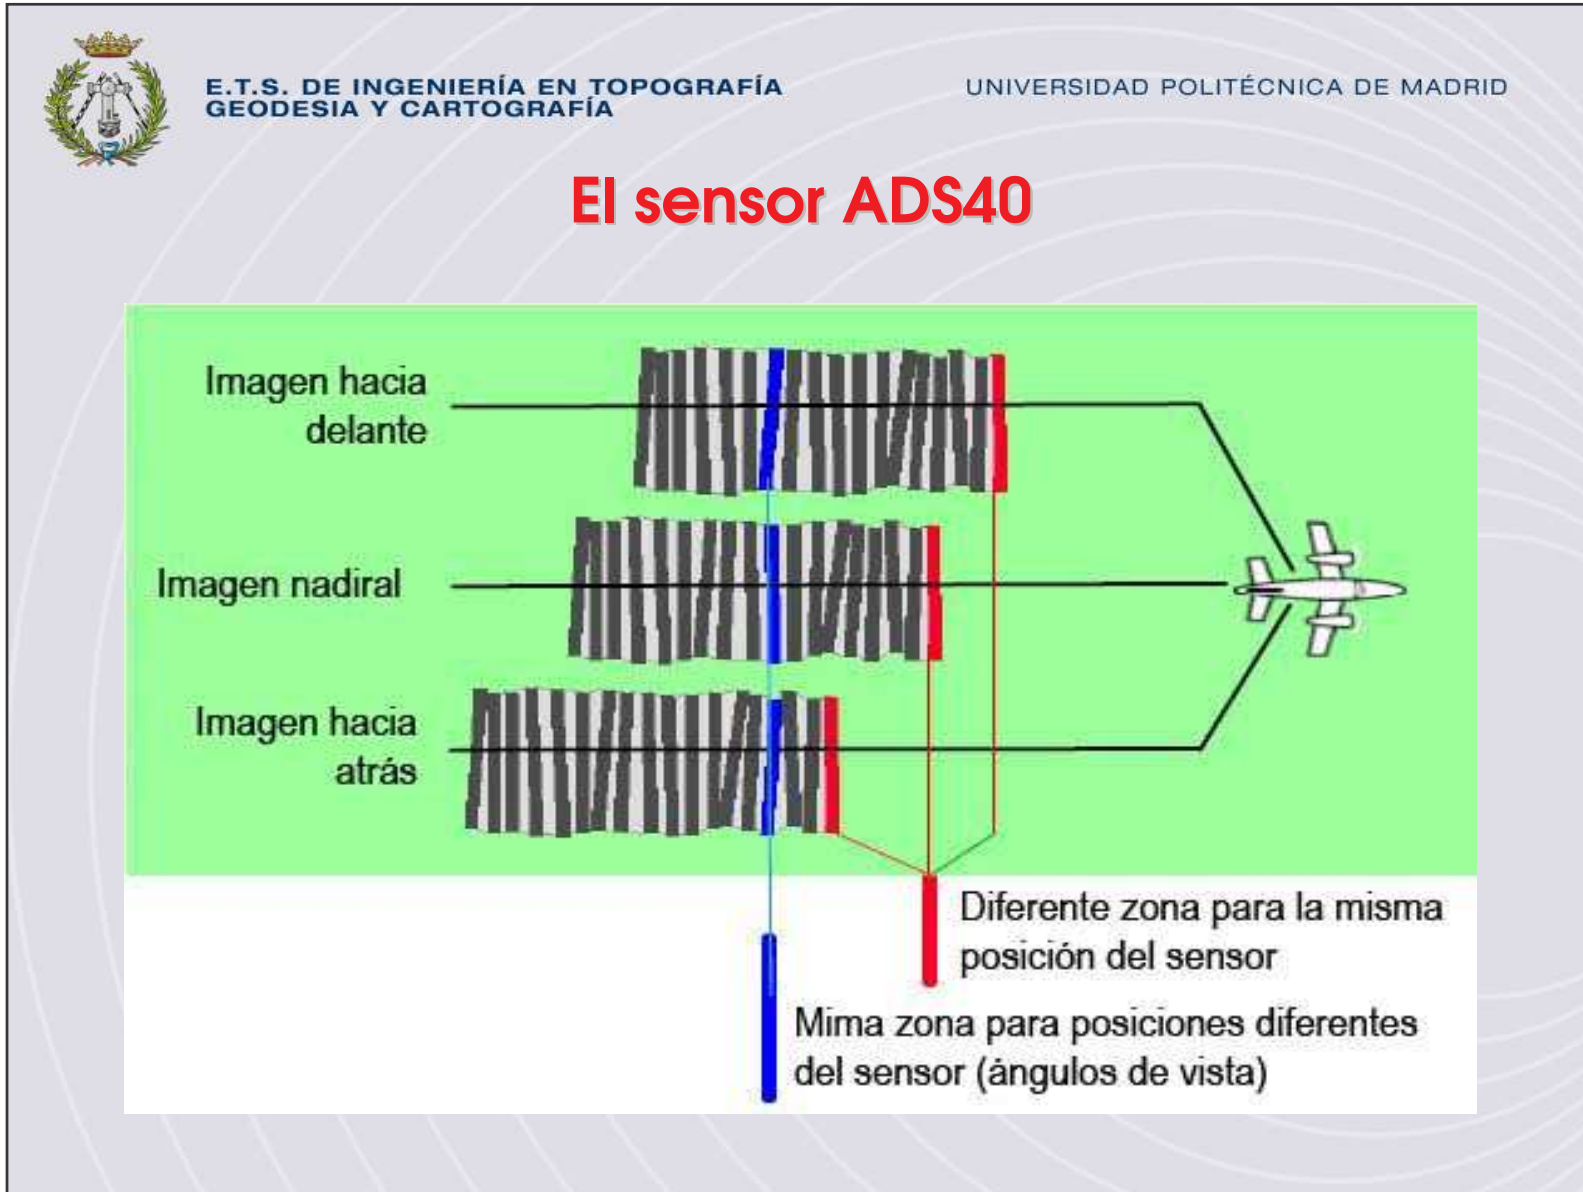 E.T.S. DE INGENIERÍA EN TOPOGRAFÍA
GEODESIA Y CARTOGRAFÍA
UNIVERSIDAD POLITÉCNICA DE MADRID
El sensor ADS40
Imagen hacia
delante
Imagen nadiral
Imagen hacia
atrás
Diferente zona para la misma
posición del sensor
Mima zona para posiciones diferentes
del sensor (ángulos de vista)